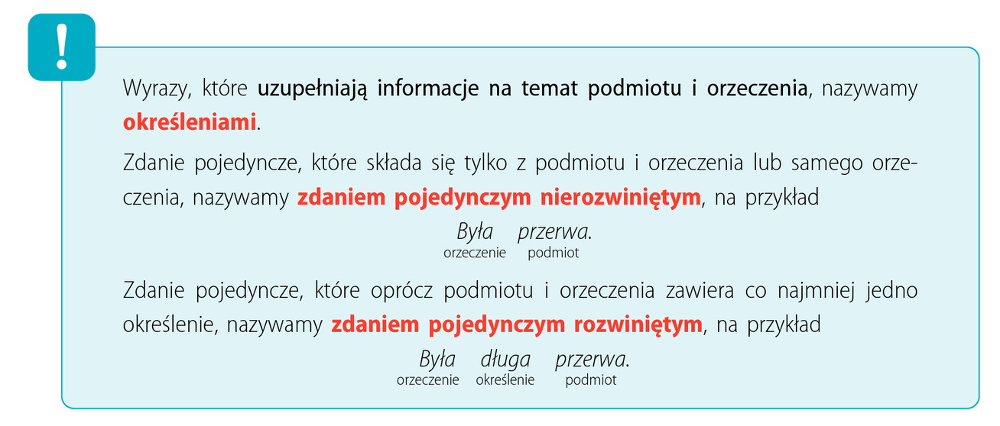 !
Wyrazy, które uzupełniają informacje na temat podmiotu i orzeczenia, nazywamy
określeniami.
Zdanie pojedyncze, które składa się tylko z podmiotu i orzeczenia lub samego orze-
czenia, nazywamy zdaniem pojedynczym nierozwiniętym, na przykład
Była przerwa.
orzeczenie podmiot
Zdanie pojedyncze, które oprócz podmiotu i orzeczenia zawiera co najmniej jedno
określenie, nazywamy zdaniem pojedynczym rozwiniętym, na przykład
Była długa przerwa.
orzeczenie określenie podmiot